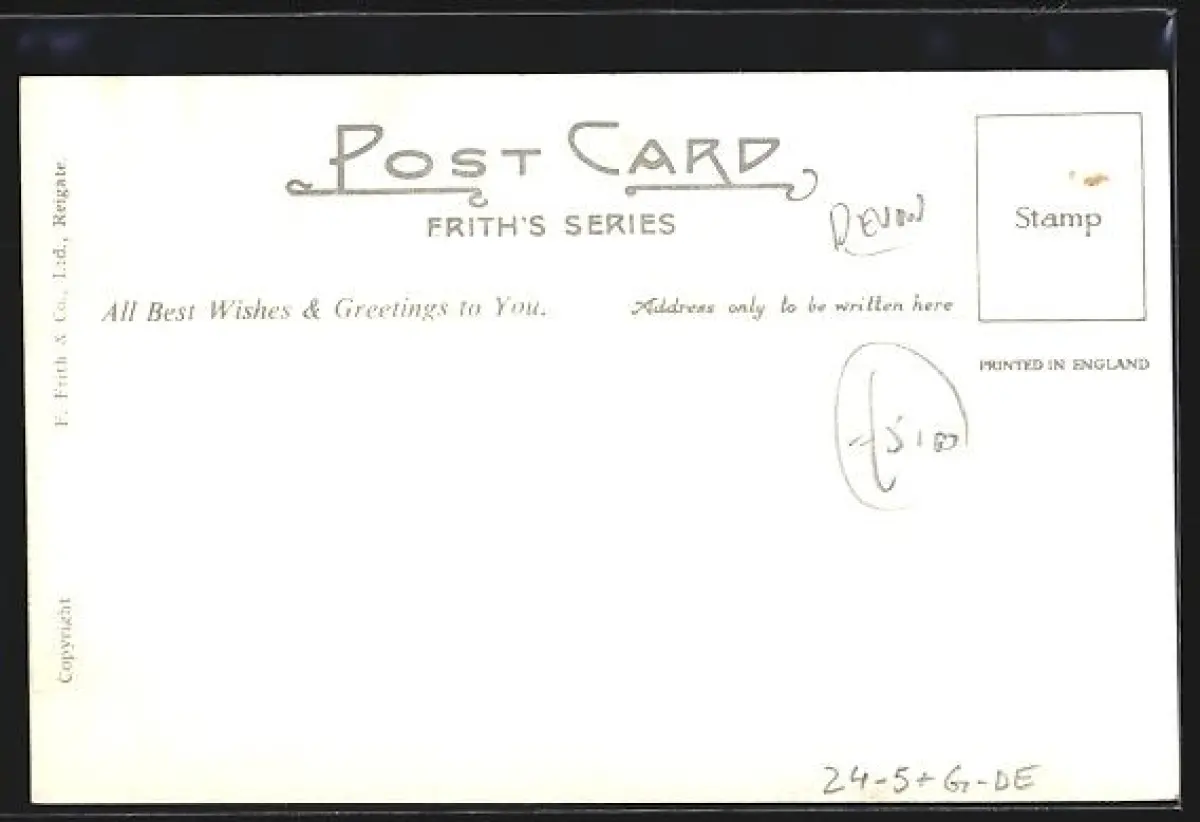 POST CARD
FRITH'S SERIES
DEVON
Stamp
All Best Wishes & Greetings to You.
Address only to be written here
PRINTED IN ENGLAND
24-5+G-DE
F. Frith & Co., Ltd., Reigate.
Copyright